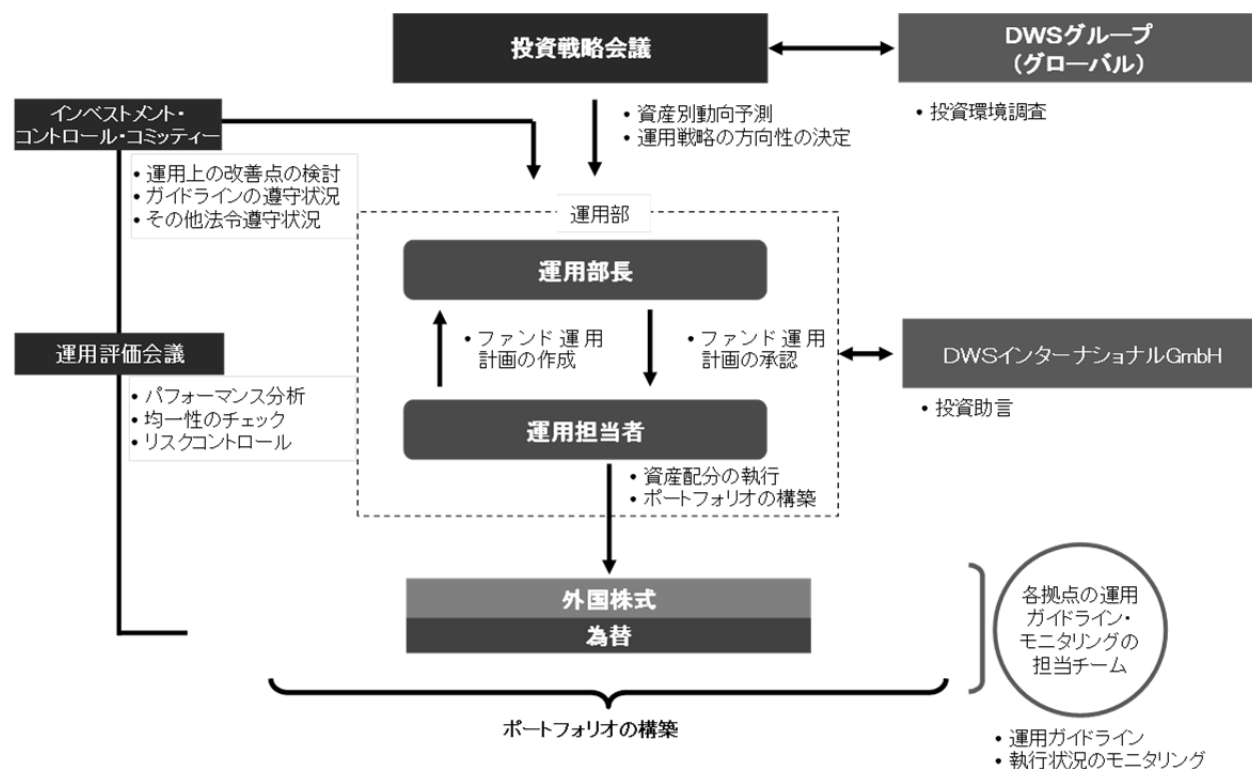 投資戦略会議
DWSグループ
(グローバル)
• 投資環境調査
インベストメント・
コントロール・コミッティー
• 資産別動向予測
• 運用戦略の方向性の決定
• 運用上の改善点の検討
• ガイドラインの遵守状況
• その他法令遵守状況
運用部
運用部長
• ファンド運用
計画の作成
• ファンド運用
計画の承認
運用評価会議
• パフォーマンス分析
• 均一性のチェック
• リスクコントロール
DWSインターナショナルGmbH
• 投資助言
運用担当者
• 資産配分の執行
• ポートフォリオの構築
外国株式
為替
各拠点の運用
ガイドライン・
モニタリングの
担当チーム
ポートフォリオの構築
• 運用ガイドライン
• 執行状況のモニタリング